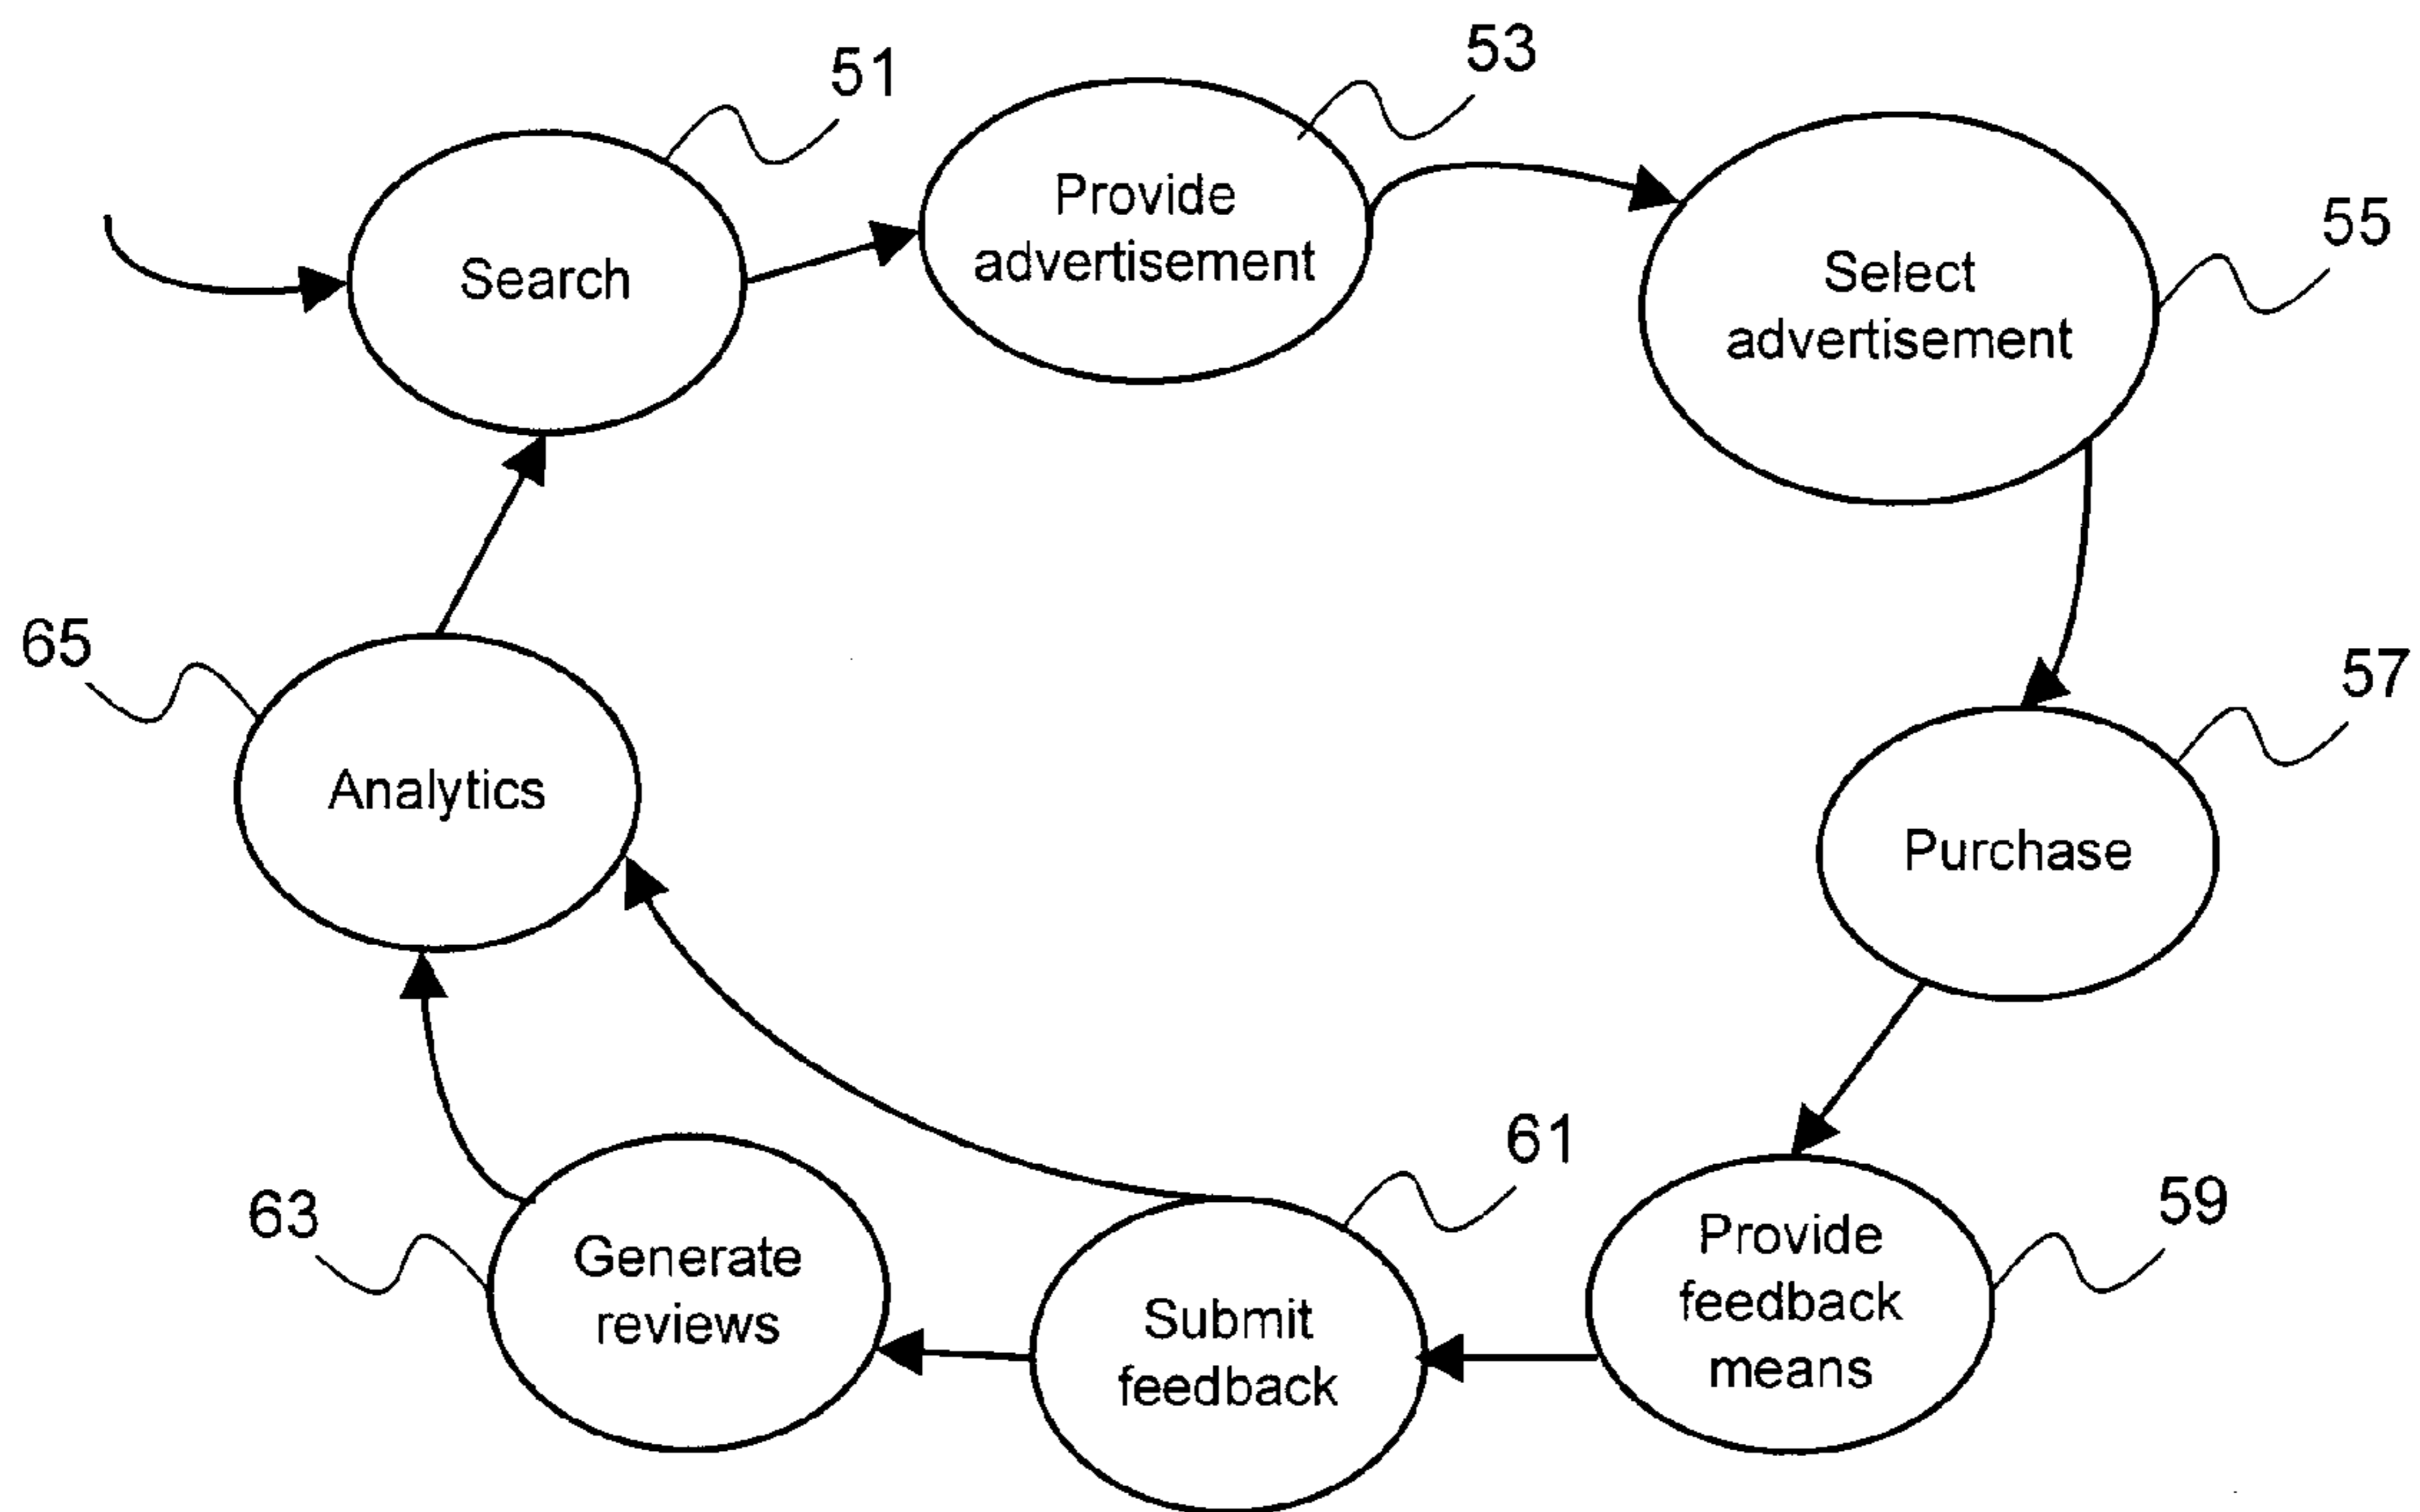 51
53
Search
Provide
advertisement
Select
advertisement
55
65
Analytics
57
Purchase
63
Generate
reviews
61
Submit
feedback
59
Provide
feedback
means